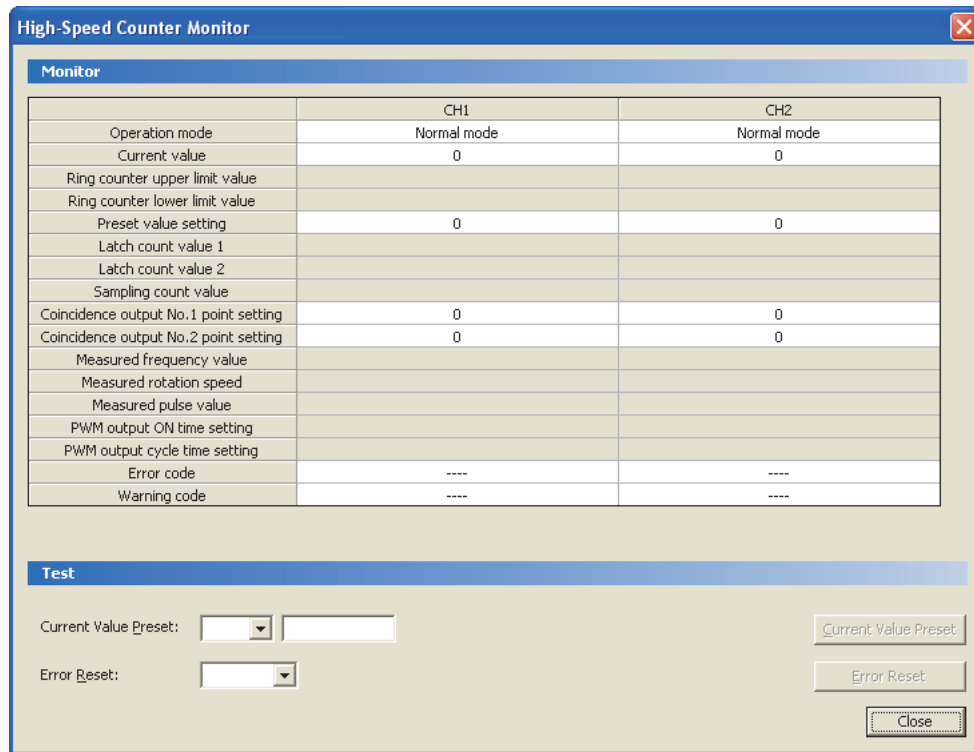 High-Speed Counter Monitor
Monitor
CH1 CH2
Operation mode Normal mode Normal mode
Current value 0 0
Ring counter upper limit value
Ring counter lower limit value
Preset value setting 0 0
Latch count value 1
Latch count value 2
Sampling count value
Coincidence output No.1 point setting 0 0
Coincidence output No.2 point setting 0 0
Measured frequency value
Measured rotation speed
Measured pulse value
PWM output ON time setting
PWM output cycle time setting
Error code ---- ----
Warning code ---- ----
Test
Current Value Preset: Current Value Preset
Error Reset: Error Reset
Close